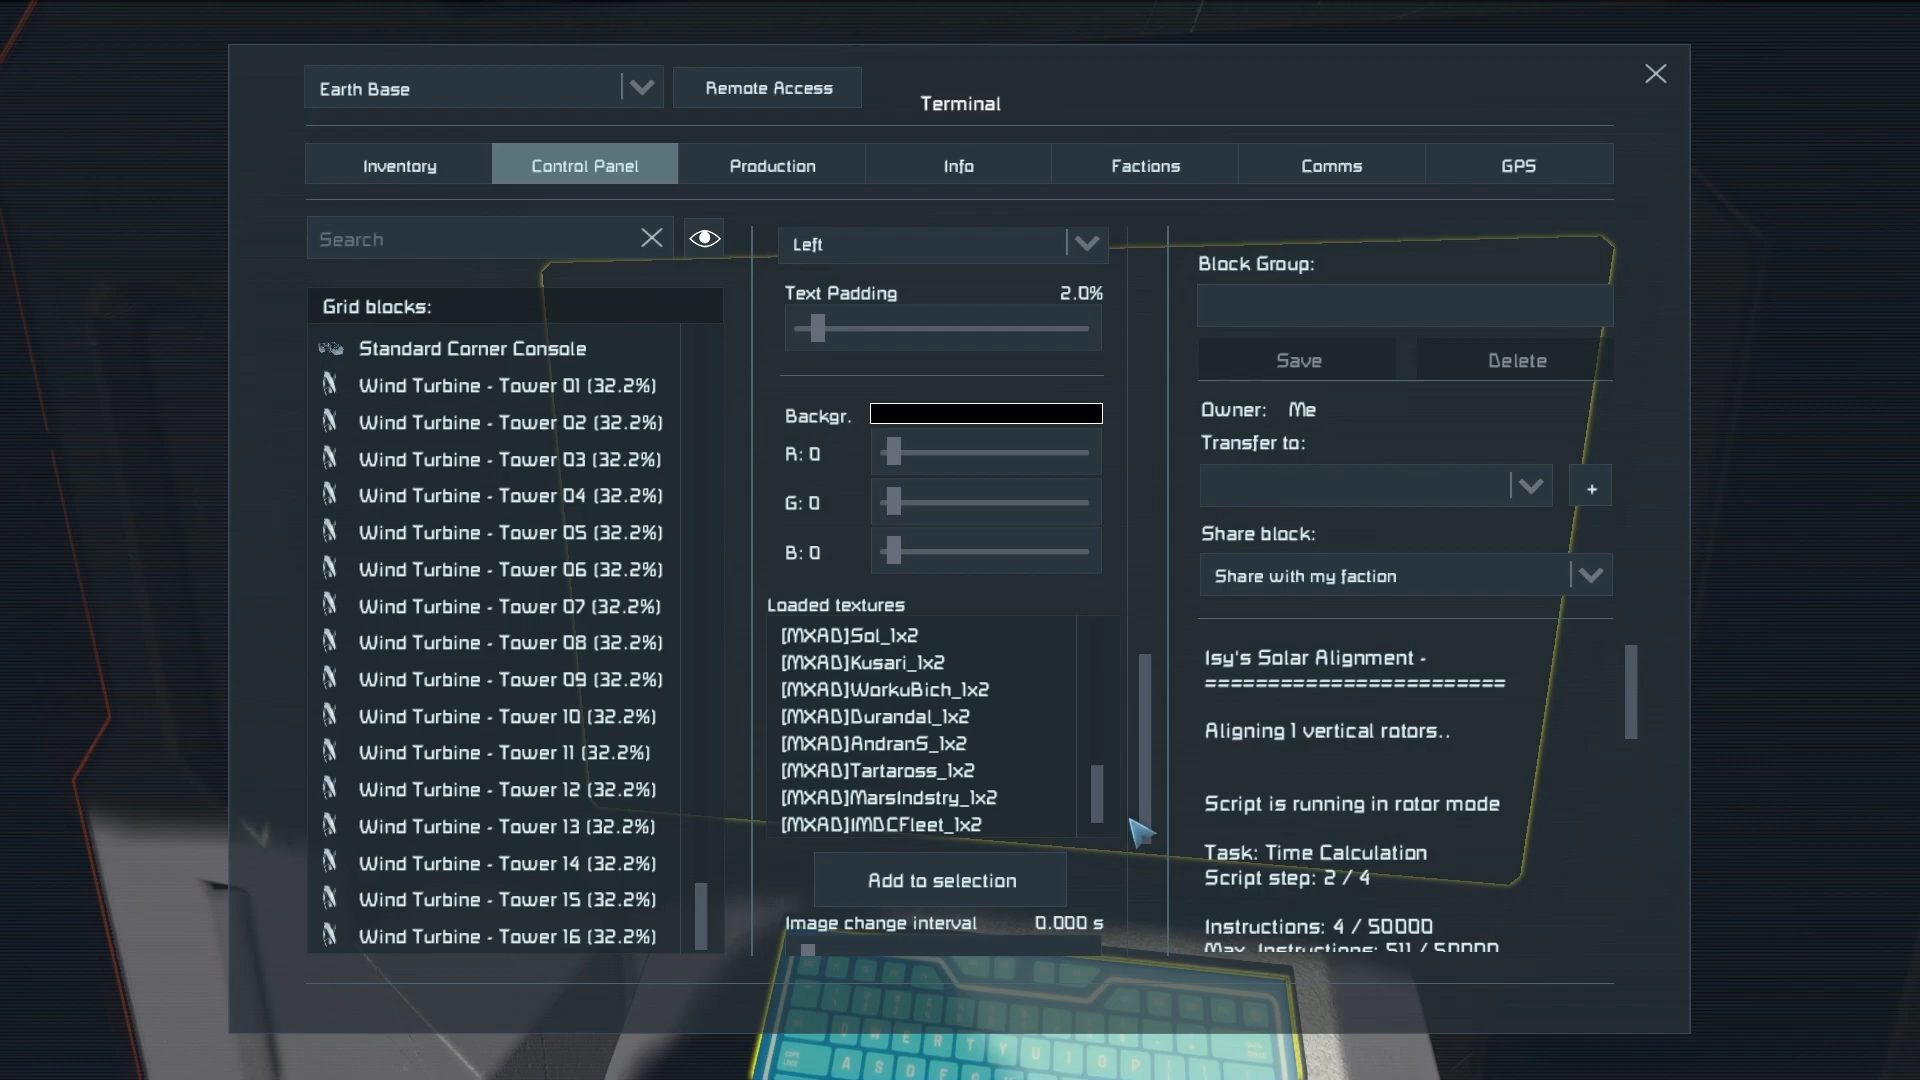 Earth Base
Remote Access
Terminal
Inventory
Control Panel
Production
Info
Factions
Comms
GPS
Search
Grid blocks:
Standard Corner Console
Wind Turbine - Tower 01 (32.2%)
Wind Turbine - Tower 02 (32.2%)
Wind Turbine - Tower 03 (32.2%)
Wind Turbine - Tower 04 (32.2%)
Wind Turbine - Tower 05 (32.2%)
Wind Turbine - Tower 06 (32.2%)
Wind Turbine - Tower 07 (32.2%)
Wind Turbine - Tower 08 (32.2%)
Wind Turbine - Tower 09 (32.2%)
Wind Turbine - Tower 10 (32.2%)
Wind Turbine - Tower 11 (32.2%)
Wind Turbine - Tower 12 (32.2%)
Wind Turbine - Tower 13 (32.2%)
Wind Turbine - Tower 14 (32.2%)
Wind Turbine - Tower 15 (32.2%)
Wind Turbine - Tower 16 (32.2%)
Left
Text Padding 2.0%
Backgr.
R: 0
G: 0
B: 0
Loaded textures
[MXAD]Sol_1x2
[MXAD]Kusari_1x2
[MXAD]WorkuBich_1x2
[MXAD]Durandal_1x2
[MXAD]AndranS_1x2
[MXAD]Tartaross_1x2
[MXAD]MarsIndstry_1x2
[MXAD]IMDCFleet_1x2
Add to selection
Image change interval 0.000 s
Block Group:
Save
Delete
Owner: Me
Transfer to:
+
Share block:
Share with my faction
Isy's Solar Alignment -
========================
Aligning 1 vertical rotors..
Script is running in rotor mode
Task: Time Calculation
Script step: 2 / 4
Instructions: 4 / 50000
Max. Instructions: 511 / 50000
Q W E R T Y U I O P
A S D F